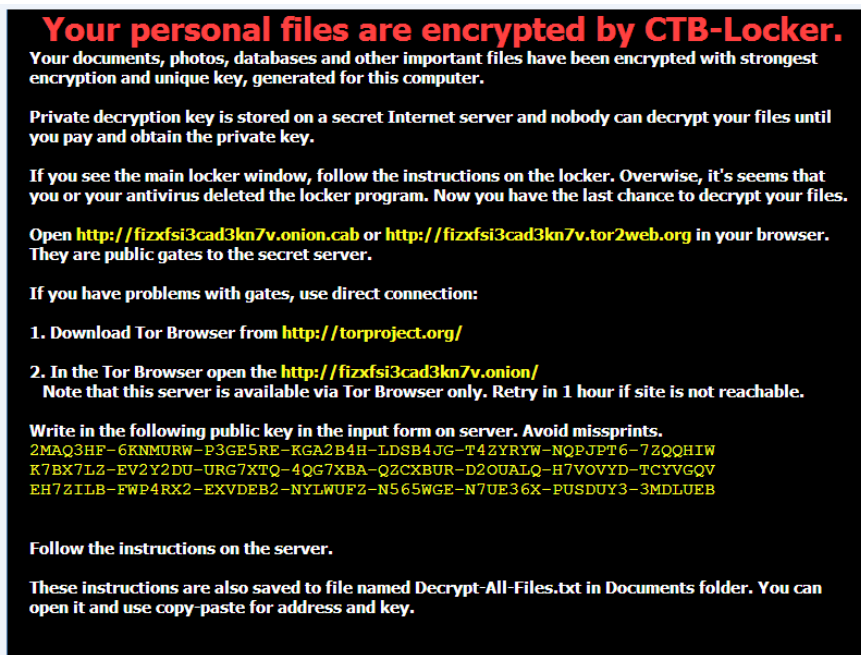 Your personal files are encrypted by CTB-Locker.
Your documents, photos, databases and other important files have been encrypted with strongest
encryption and unique key, generated for this computer.
Private decryption key is stored on a secret Internet server and nobody can decrypt your files until
you pay and obtain the private key.
If you see the main locker window, follow the instructions on the locker. Overwise, it's seems that
you or your antivirus deleted the locker program. Now you have the last chance to decrypt your files.
Open http://fizxfsi3cad3kn7v.onion.cab or http://fizxfsi3cad3kn7v.tor2web.org in your browser.
They are public gates to the secret server.
If you have problems with gates, use direct connection:
1. Download Tor Browser from http://torproject.org/
2. In the Tor Browser open the http://fizxfsi3cad3kn7v.onion/
Note that this server is available via Tor Browser only. Retry in 1 hour if site is not reachable.
Write in the following public key in the input form on server. Avoid missprints.
2MAQ3HF-6KNMURW-P3GE5RE-KGA2B4H-LDSB4JG-T4ZYRYW-NQPJPT6-7ZQQHIW
K7BX7LZ-EV2Y2DU-URG7XTQ-4QG7XBA-QZCXBUR-D2OUALQ-H7VOVYD-TCYVGQV
EH7ZILB-FWP4RX2-EXVDEB2-NYLWUFZ-N565WGE-N7UE36X-PUSDUY3-3MDLUEB
Follow the instructions on the server.
These instructions are also saved to file named Decrypt-All-Files.txt in Documents folder. You can
open it and use copy-paste for address and key.